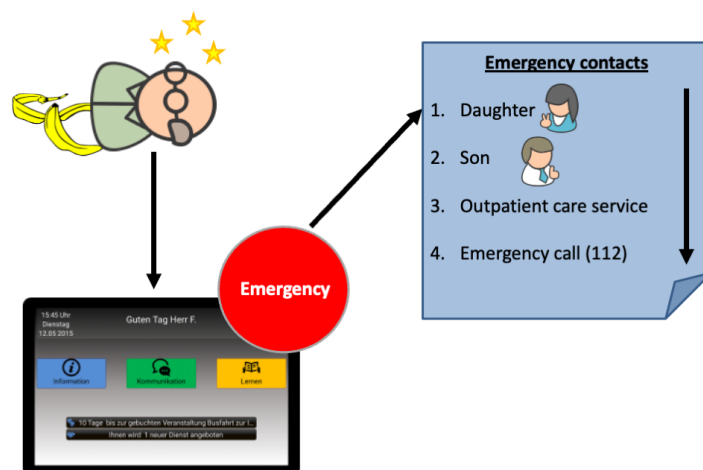 Emergency contacts
1. Daughter
2. Son
3. Outpatient care service
4. Emergency call (112)
Emergency
15:45 Uhr
Dienstag
12.05 2015
Guten Tag Herr F.
Information
Kommunikation
Lernen
10 Tage bis zur gebuchten Veranstaltung Busfahrt zur I...
Ihnen wird 1 neuer Dienst angeboten